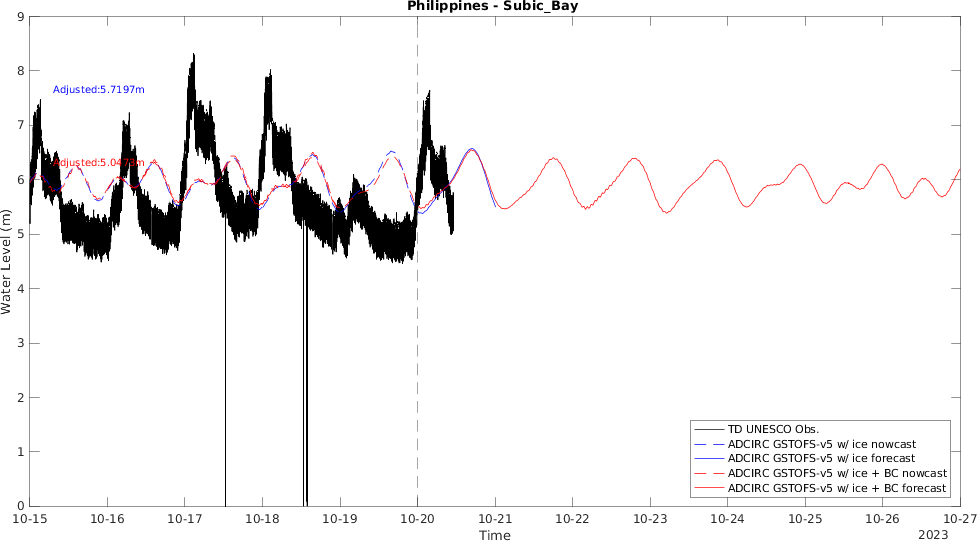 Philippines - Subic_Bay
9
8
7
6
5
4
3
2
1
0
Water Level (m)
Adjusted:5.7197m
TD UNESCO Obs.
ADCIRC GSTOFS-v5 w/ ice nowcast
ADCIRC GSTOFS-v5 w/ ice forecast
ADCIRC GSTOFS-v5 w/ ice + BC nowcast
ADCIRC GSTOFS-v5 w/ ice + BC forecast
10-15 10-16 10-17 10-18 10-19 10-20 10-21 10-22 10-23 10-24 10-25 10-26 10-27
Time
2023